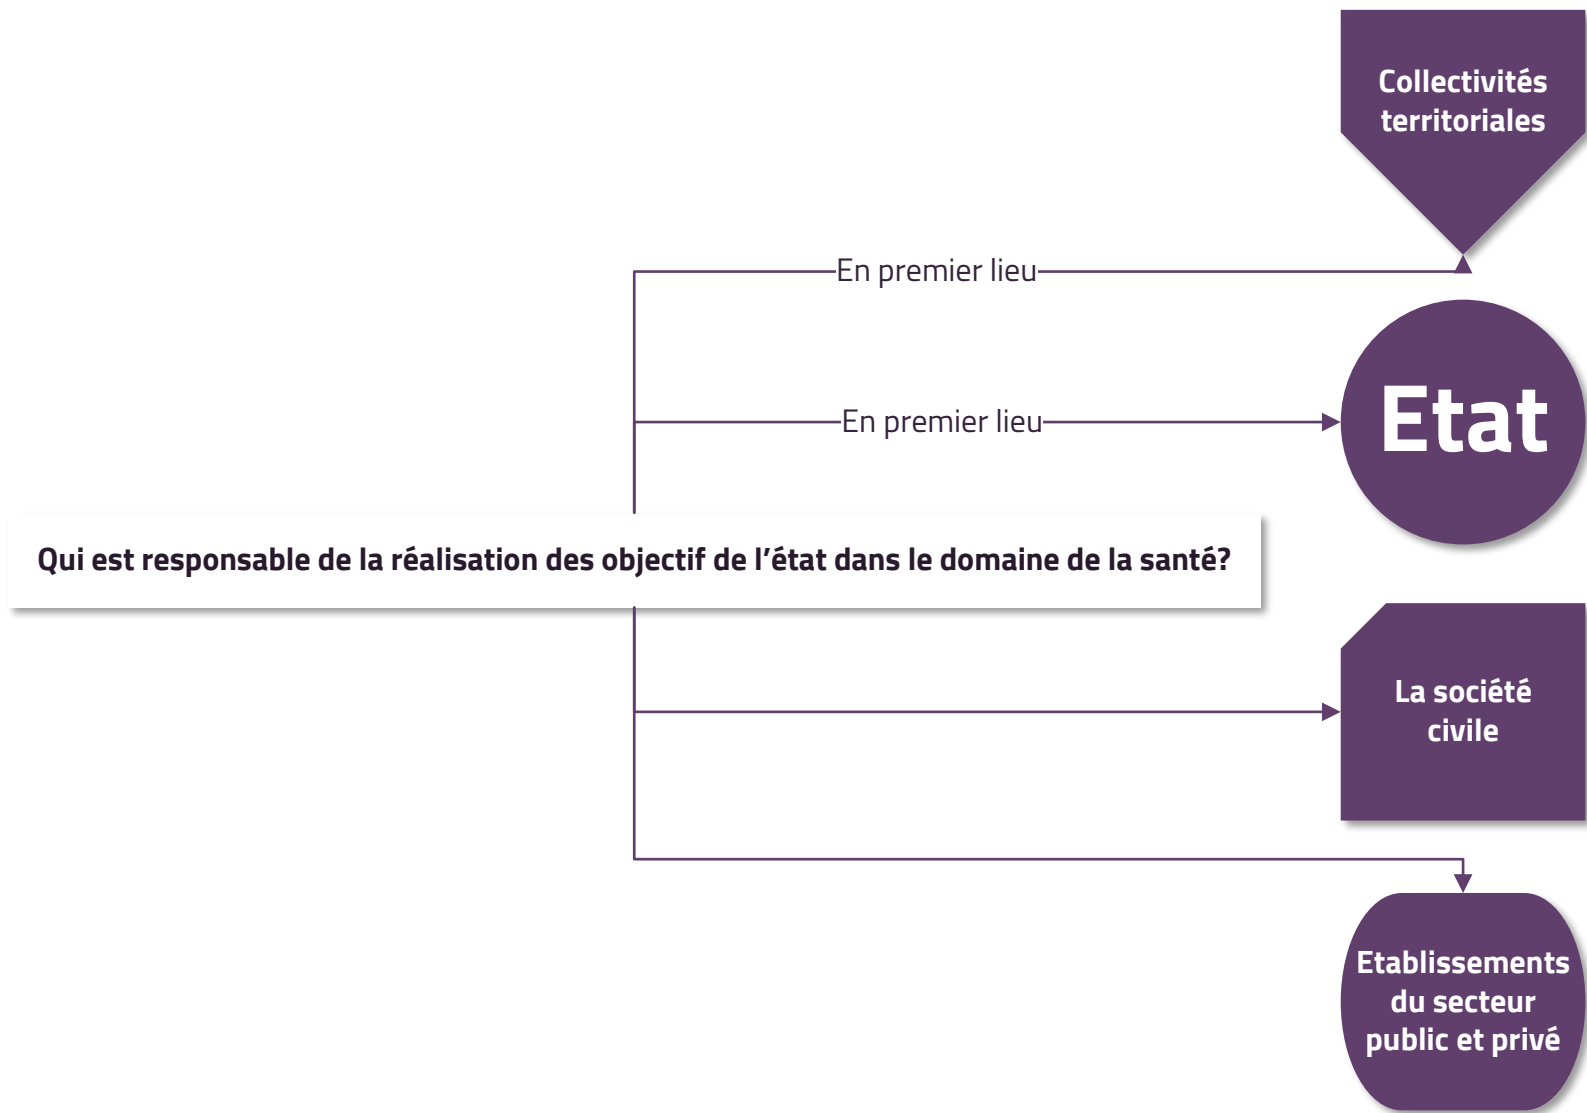 Collectivités
territoriales
En premier lieu
En premier lieu
Etat
Qui est responsable de la réalisation des objectif de l’état dans le domaine de la santé?
La société
civile
Etablissements
du secteur
public et privé